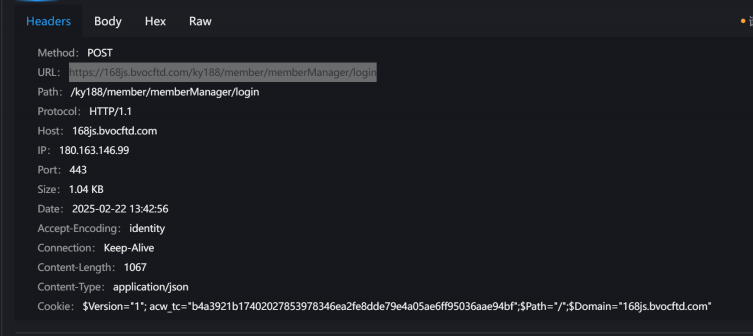 Headers Body Hex Raw
Method: POST
URL: https://168js.bvocftd.com/ky188/member/memberManager/login
Path: /ky188/member/memberManager/login
Protocol: HTTP/1.1
Host: 168js.bvocftd.com
IP: 180.163.146.99
Port: 443
Size: 1.04 KB
Date: 2025-02-22 13:42:56
Accept-Encoding: identity
Connection: Keep-Alive
Content-Length: 1067
Content-Type: application/json
Cookie: $Version="1"; acw_tc="b4a3921b17402027853978346ea2fe8dde79e4a05ae6ff95036aae94bf";$Path="/";$Domain="168js.bvocftd.com"